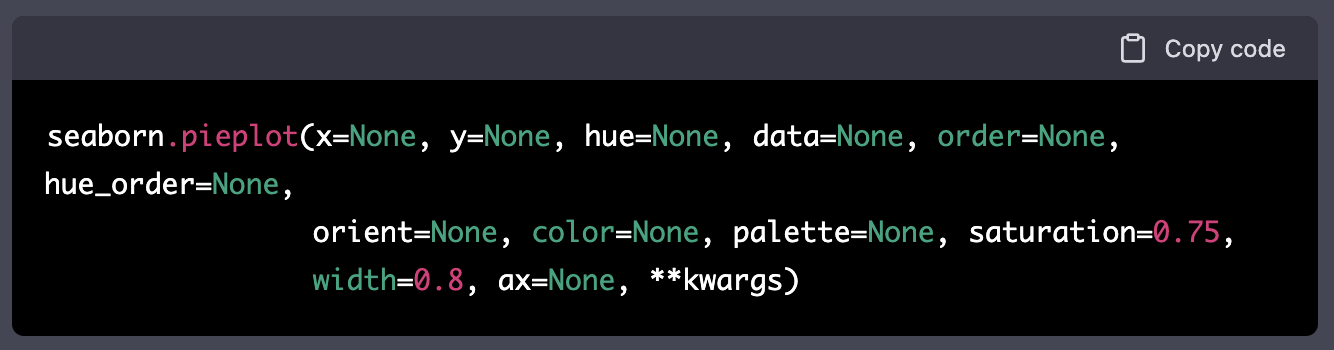 Copy code
seaborn.pieplot(x=None, y=None, hue=None, data=None, order=None,
hue_order=None,
orient=None, color=None, palette=None, saturation=0.75,
width=0.8, ax=None, **kwargs)